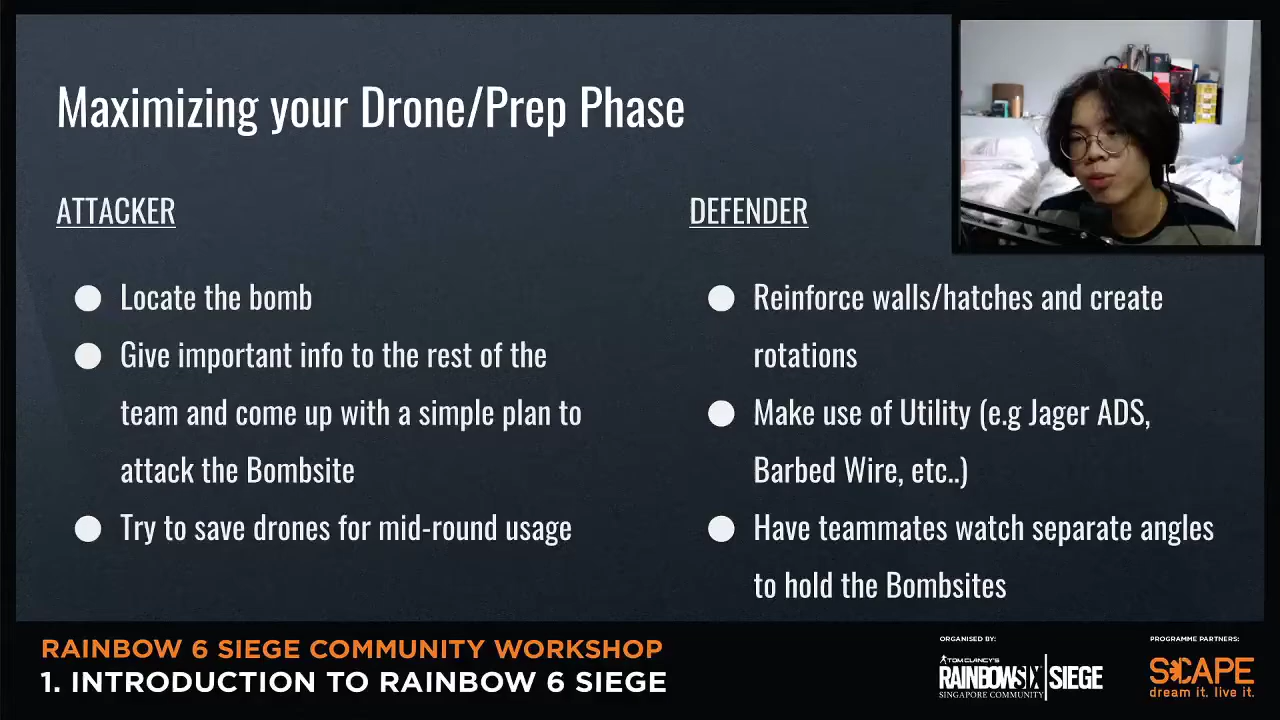 Maximizing your Drone/Prep Phase
ATTACKER
Locate the bomb
Give important info to the rest of the
team and come up with a simple plan to
attack the Bombsite
Try to save drones for mid-round usage
DEFENDER
Reinforce walls/hatches and create
rotations
Make use of Utility (e.g Jager ADS,
Barbed Wire, etc..)
Have teammates watch separate angles
to hold the Bombsites
RAINBOW 6 SIEGE COMMUNITY WORKSHOP
1. INTRODUCTION TO RAINBOW 6 SIEGE
ORGANISED BY:
TOM CLANCY'S
RAINBOWSIX SIEGE
SINGAPORE COMMUNITY
PROGRAMME PARTNERS:
SCAPE
dream it. live it.